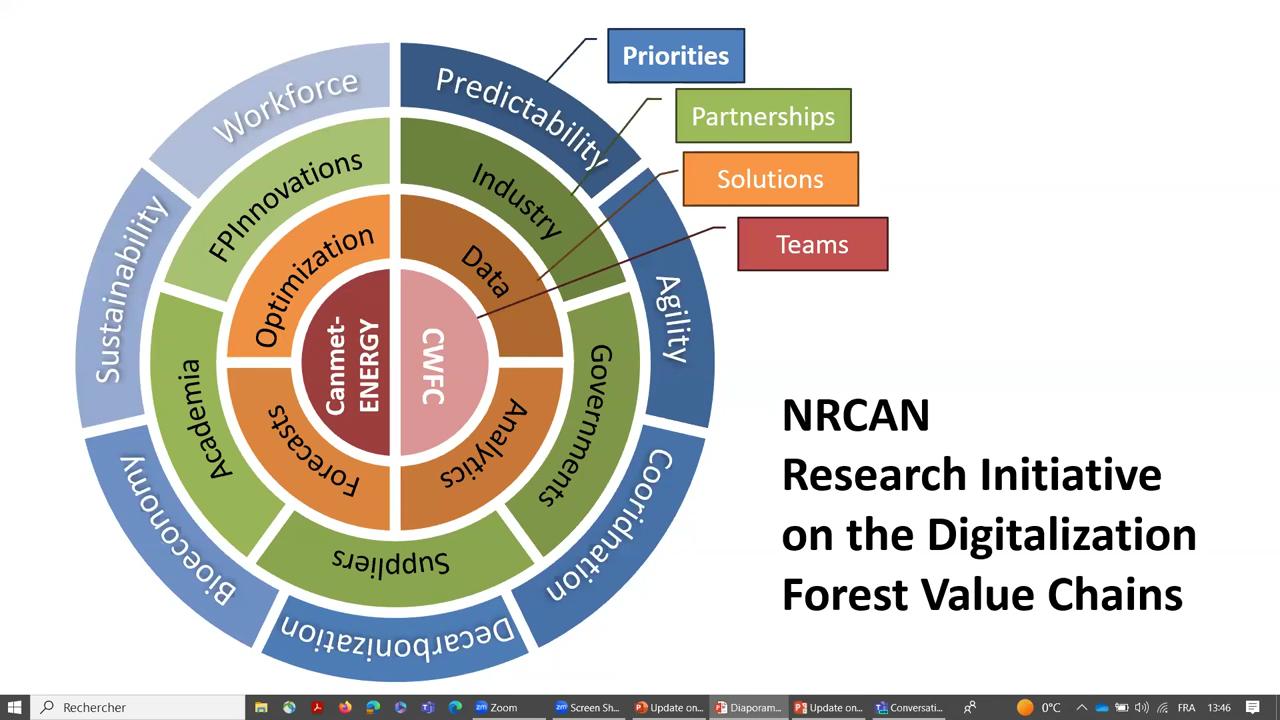 Priorities
Partnerships
Solutions
Teams
Predictability
Agility
Cooridnation
Decarbonization
Bioeconomy
Sustainability
Workforce
Industry
Governments
Suppliers
Academia
FPInnovations
Data
Analytics
Forecasts
Optimization
CWFC
Canmet-
ENERGY
NRCAN
Research Initiative
on the Digitalization
Forest Value Chains
Rechercher
Zoom
Screen Sh...
Update on...
Diaporam...
Update on...
Conversati...
0°C
FRA
13:46